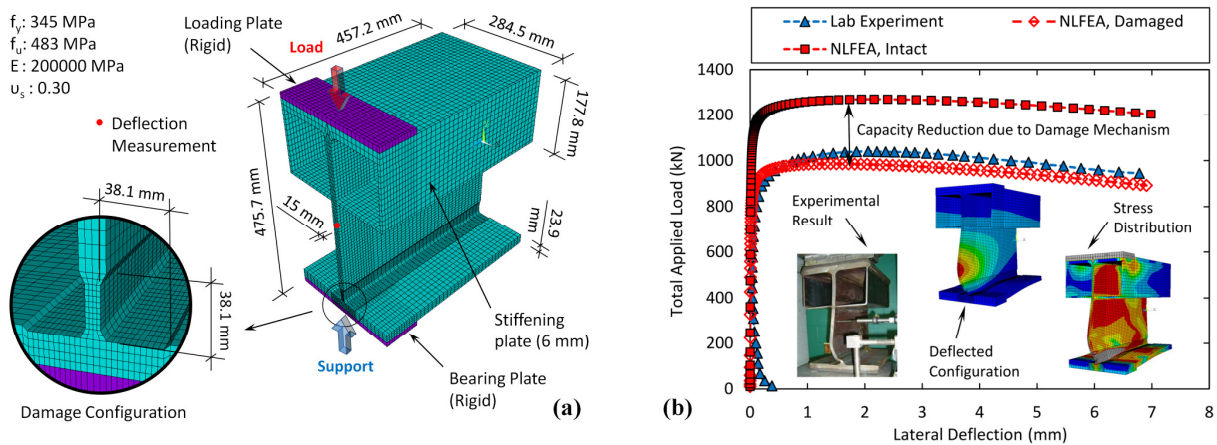 f_y: 345 MPa
f_u: 483 MPa
E : 200000 MPa
υ_s : 0.30
Deflection
Measurement
Loading Plate
(Rigid)
Load
457.2 mm
284.5 mm
177.8 mm
475.7 mm
15 mm
23.9
mm
38.1 mm
38.1 mm
Damage Configuration
Support
Stiffening
plate (6 mm)
Bearing Plate
(Rigid)
(a)
Lab Experiment
NLFEA, Damaged
NLFEA, Intact
Total Applied Load (kN)
1400
1200
1000
800
600
400
200
0
Capacity Reduction due to Damage Mechanism
Experimental
Result
Stress
Distribution
Deflected
Configuration
0 1 2 3 4 5 6 7 8
Lateral Deflection (mm)
(b)